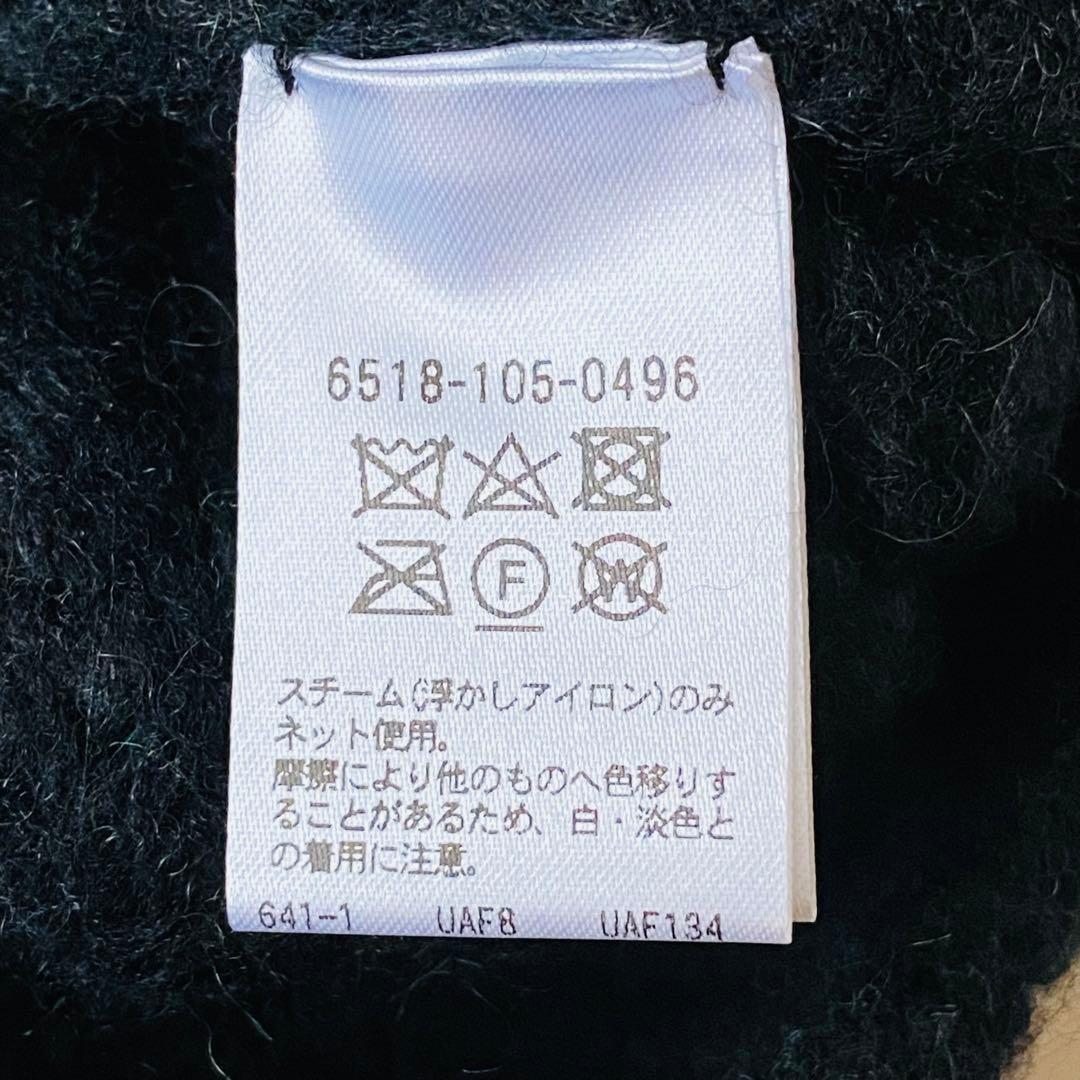 6518-105-0496
F
W
スチーム(浮かしアイロン)のみ
ネット使用。
摩擦により他のものへ色移りす
ることがあるため、白・淡色と
の着用に注意。
641-1 UAF8 UAF134